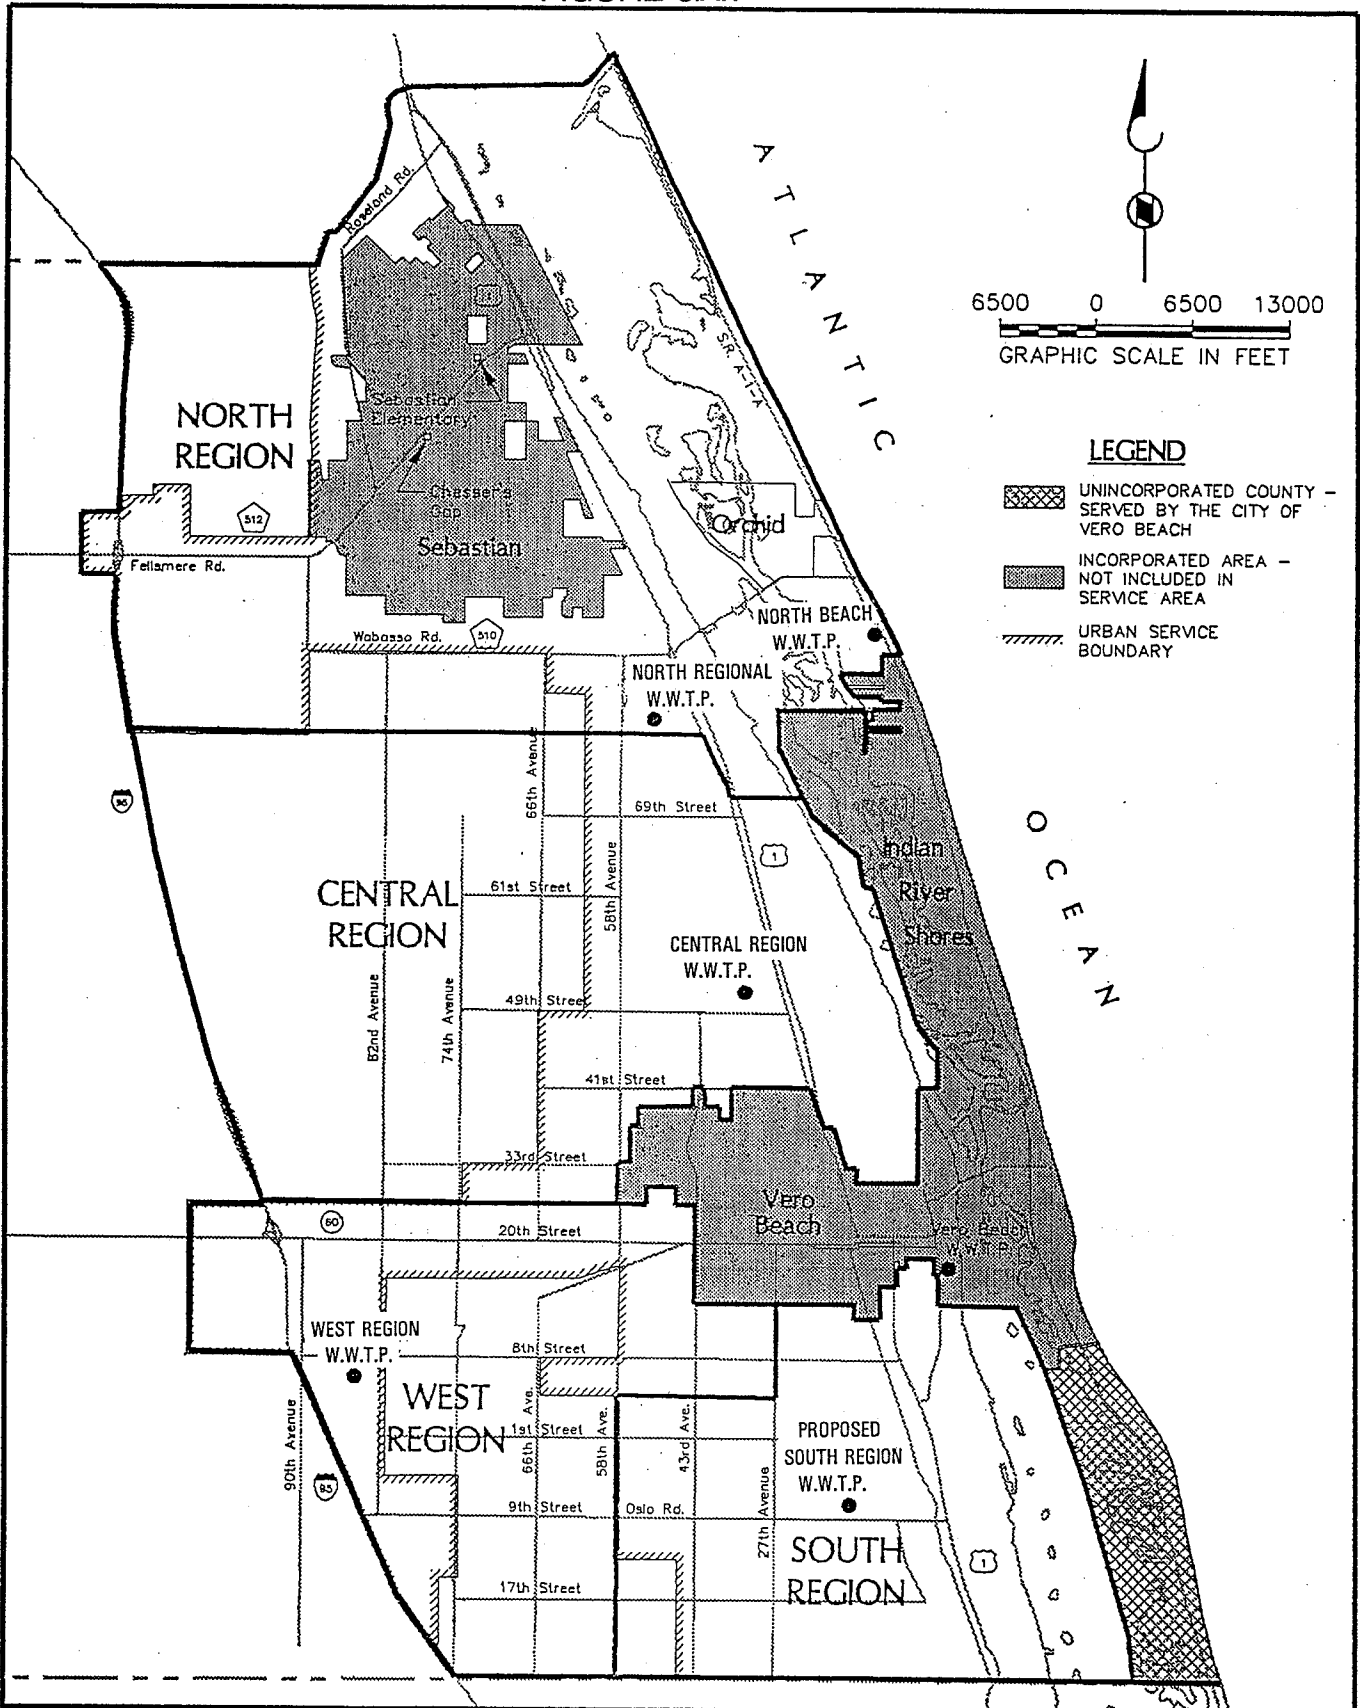 ATLANTIC
OCEAN
6500 0 6500 13000
GRAPHIC SCALE IN FEET
LEGEND
UNINCORPORATED COUNTY –
SERVED BY THE CITY OF
VERO BEACH
INCORPORATED AREA –
NOT INCLUDED IN
SERVICE AREA
URBAN SERVICE
BOUNDARY
Roseland Rd.
S.R. A-1-A
NORTH
REGION
Sebastian
Elementary
Chesser's
Gap
512
Sebastian
Orchid
Fellsmere Rd.
Wabasso Rd.
510
NORTH BEACH
W.W.T.P.
NORTH REGIONAL
W.W.T.P.
66th Avenue
69th Street
95
1
Indian
River
Shores
CENTRAL
REGION
61st Street
58th Avenue
CENTRAL REGION
W.W.T.P.
82nd Avenue
74th Avenue
49th Street
41st Street
33rd Street
Vero
Beach
60
20th Street
Vero Beach
W.W.T.P.
WEST REGION
W.W.T.P.
8th Street
WEST
REGION
90th Avenue
66th Ave.
58th Ave.
43rd Ave.
1st Street
PROPOSED
SOUTH REGION
W.W.T.P.
95
9th Street
Oslo Rd.
27th Avenue
SOUTH
REGION
1
17th Street